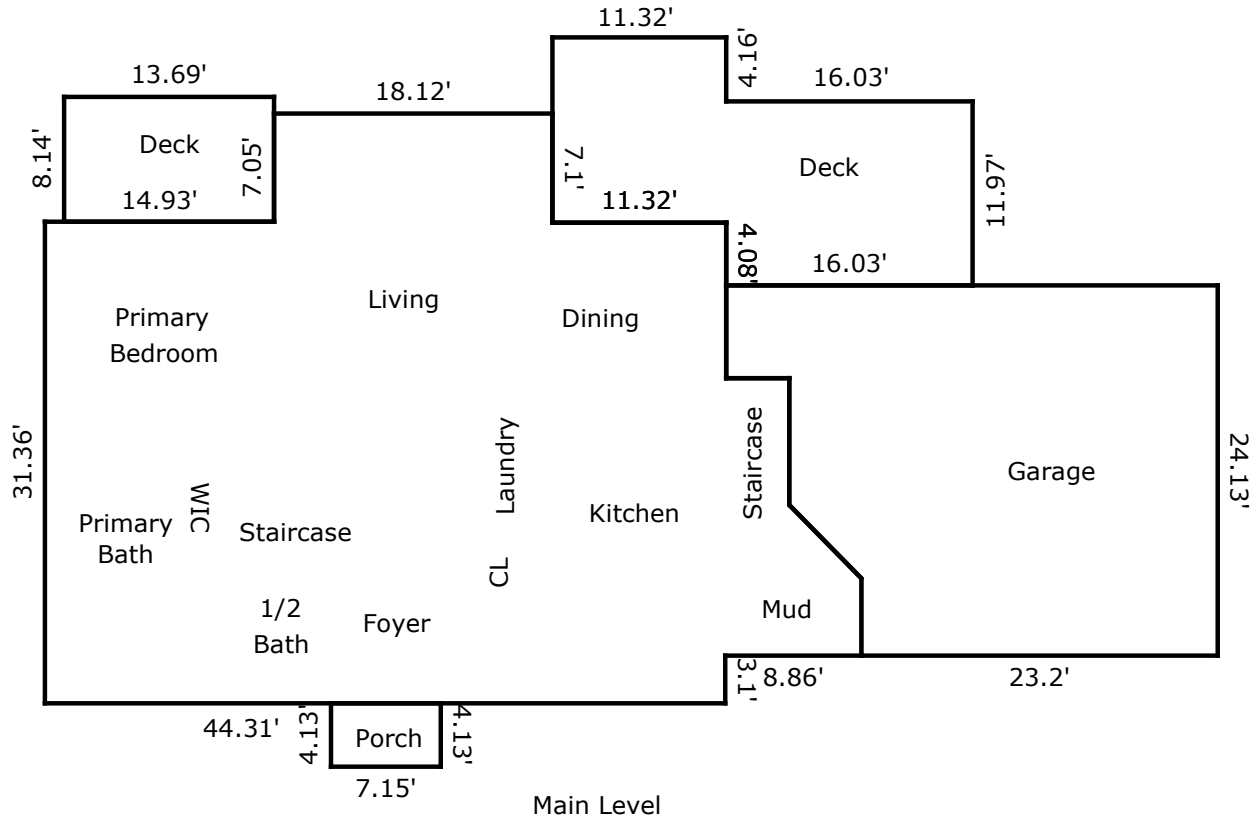 11.32'
4.16'
13.69'
16.03'
18.12'
Deck
8.14'
7.05'
7.1'
Deck
11.97'
14.93'
11.32'
4.08'
16.03'
Living
Primary
Bedroom
Dining
31.36'
Staircase
Laundry
24.13'
Garage
WIC
Primary
Bath
Staircase
Kitchen
CL
1/2
Bath
Foyer
Mud
3.1'
8.86'
23.2'
44.31'
4.13'
Porch
4.13'
7.15'
Main Level